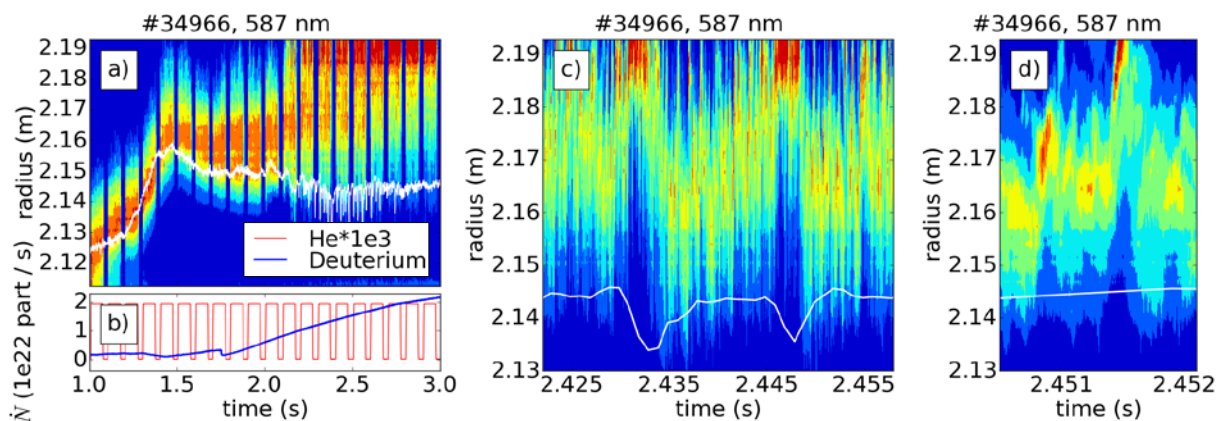 #34966, 587 nm
a)
radius (m)
2.19
2.18
2.17
2.16
2.15
2.14
2.13
2.12
He*1e3
Deuterium
b)
Ṅ (1e22 part / s)
2
1
0
1.0 1.5 2.0 2.5 3.0
time (s)
#34966, 587 nm
c)
radius (m)
2.19
2.18
2.17
2.16
2.15
2.14
2.13
2.425 2.435 2.445 2.455
time (s)
#34966, 587 nm
d)
radius (m)
2.19
2.18
2.17
2.16
2.15
2.14
2.13
2.451 2.452
time (s)